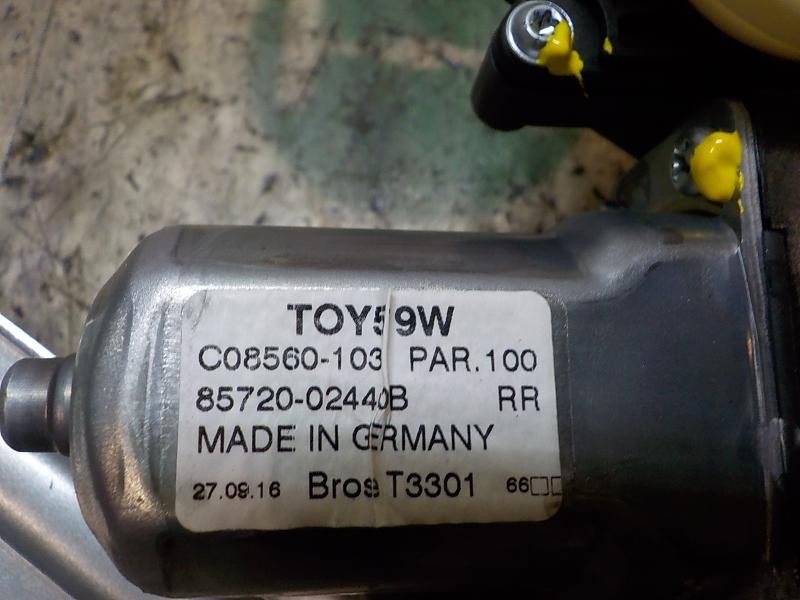 TOY59W
C08560-103 PAR.100
85720-02440B RR
MADE IN GERMANY
27.09.16 Bros T3301 66□□